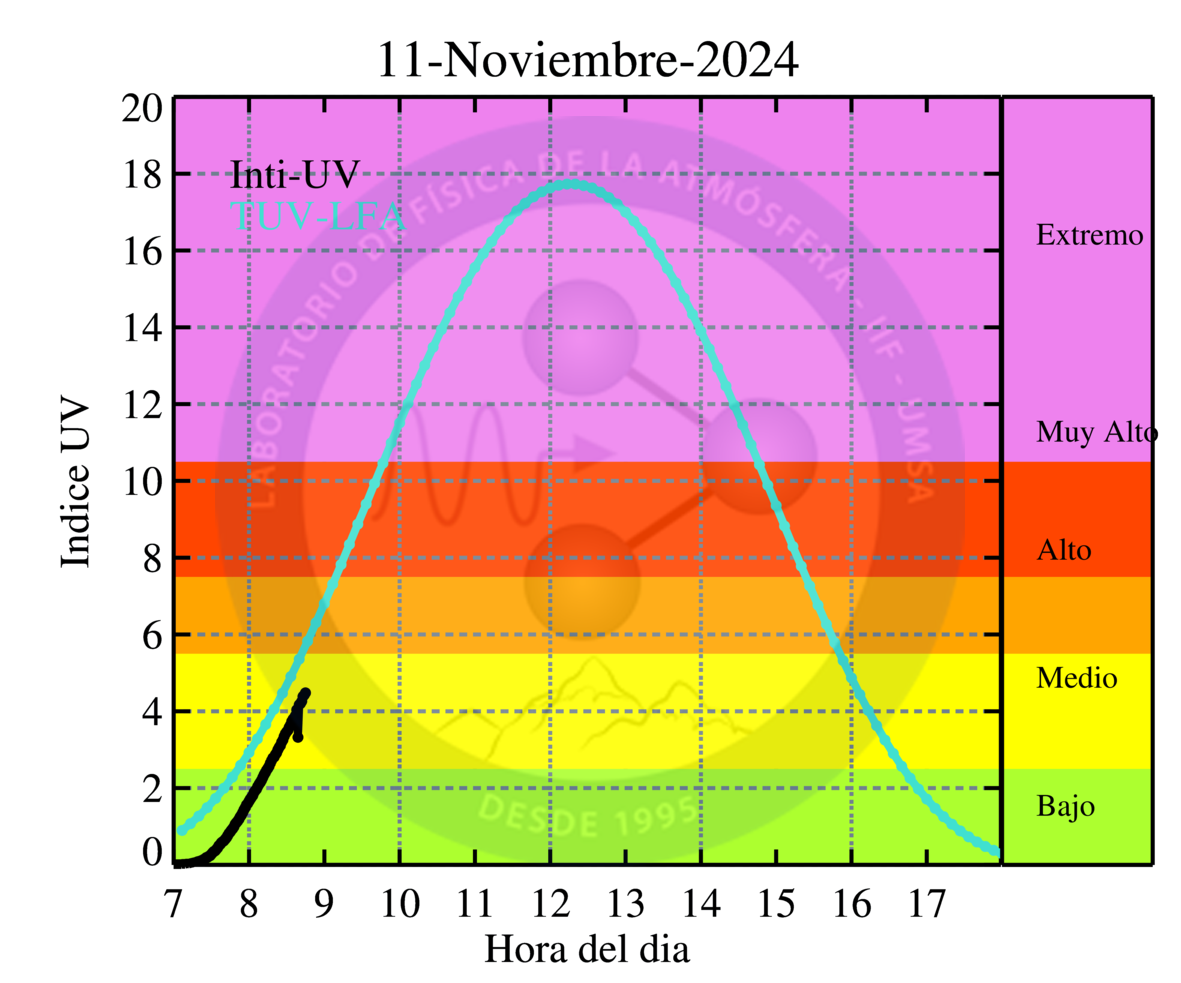 11-Noviembre-2024
Inti-UV
TUV-LFA
LABORATORIO DE FÍSICA DE LA ATMÓSFERA - IIF - UMSA
DESDE 1995
Indice UV
20
18
16
14
12
10
8
6
4
2
0
Extremo
Muy Alto
Alto
Medio
Bajo
7 8 9 10 11 12 13 14 15 16 17
Hora del dia